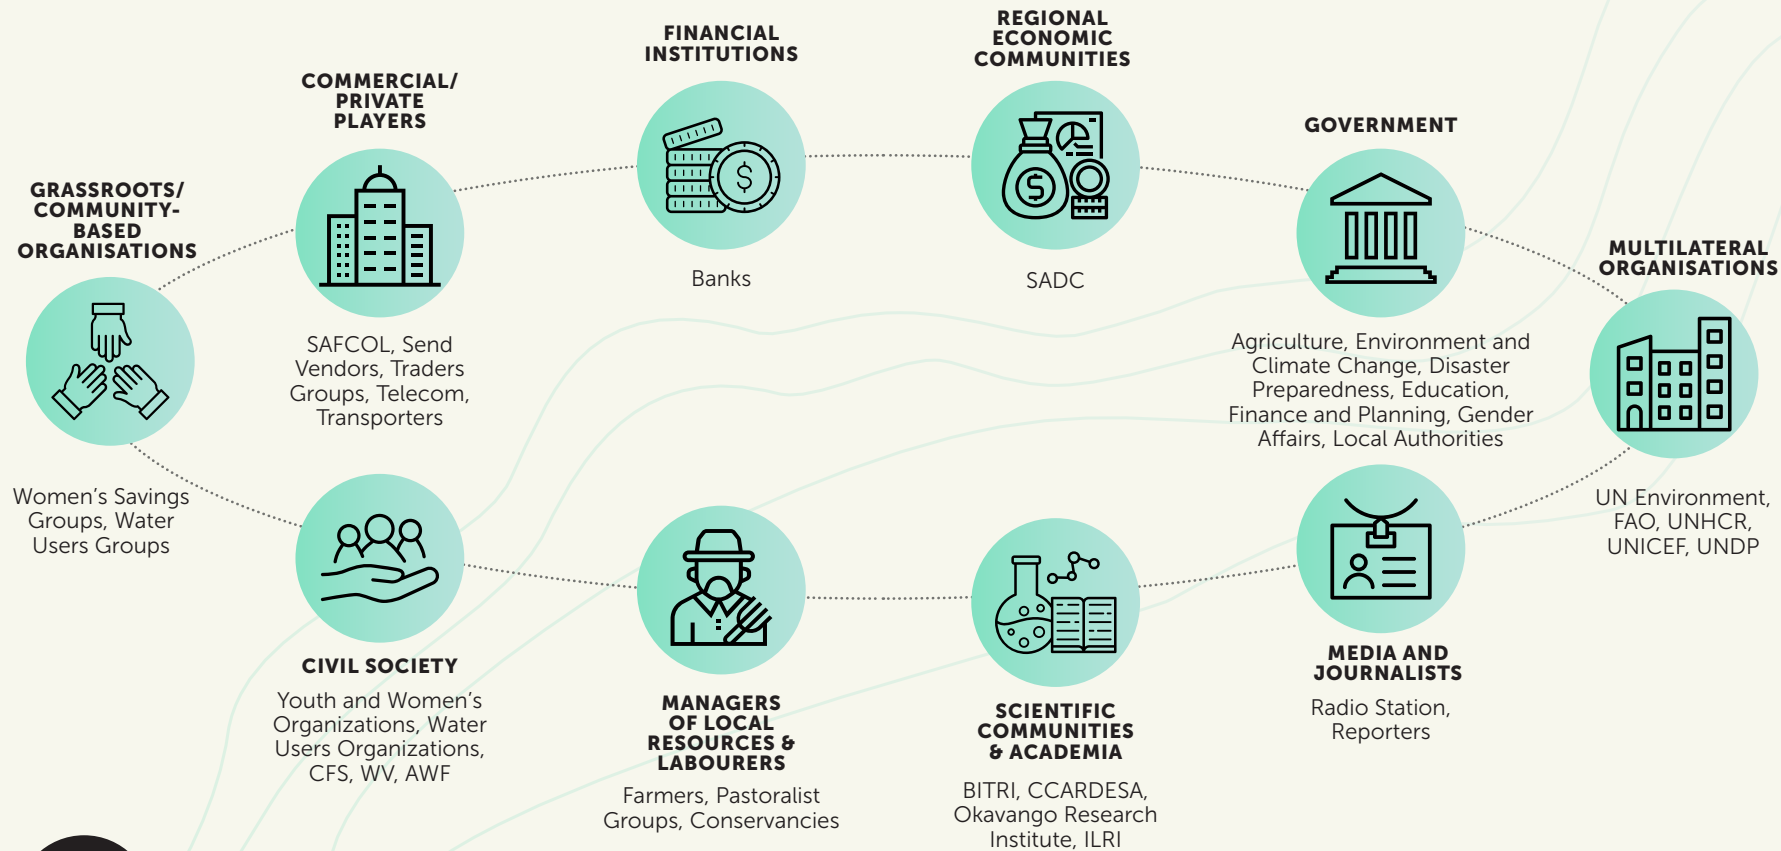 GRASSROOTS/
COMMUNITY-
BASED
ORGANISATIONS
Women's Savings
Groups, Water
Users Groups
COMMERCIAL/
PRIVATE
PLAYERS
SAFCOL, Send
Vendors, Traders
Groups, Telecom,
Transporters
FINANCIAL
INSTITUTIONS
$
Banks
REGIONAL
ECONOMIC
COMMUNITIES
$
SADC
GOVERNMENT
Agriculture, Environment and
Climate Change, Disaster
Preparedness, Education,
Finance and Planning, Gender
Affairs, Local Authorities
MULTILATERAL
ORGANISATIONS
UN Environment,
FAO, UNHCR,
UNICEF, UNDP
CIVIL SOCIETY
Youth and Women's
Organizations, Water
Users Organizations,
CFS, WV, AWF
MANAGERS
OF LOCAL
RESOURCES &
LABOURERS
Farmers, Pastoralist
Groups, Conservancies
SCIENTIFIC
COMMUNITIES
& ACADEMIA
BITRI, CCARDESA,
Okavango Research
Institute, ILRI
MEDIA AND
JOURNALISTS
Radio Station,
Reporters